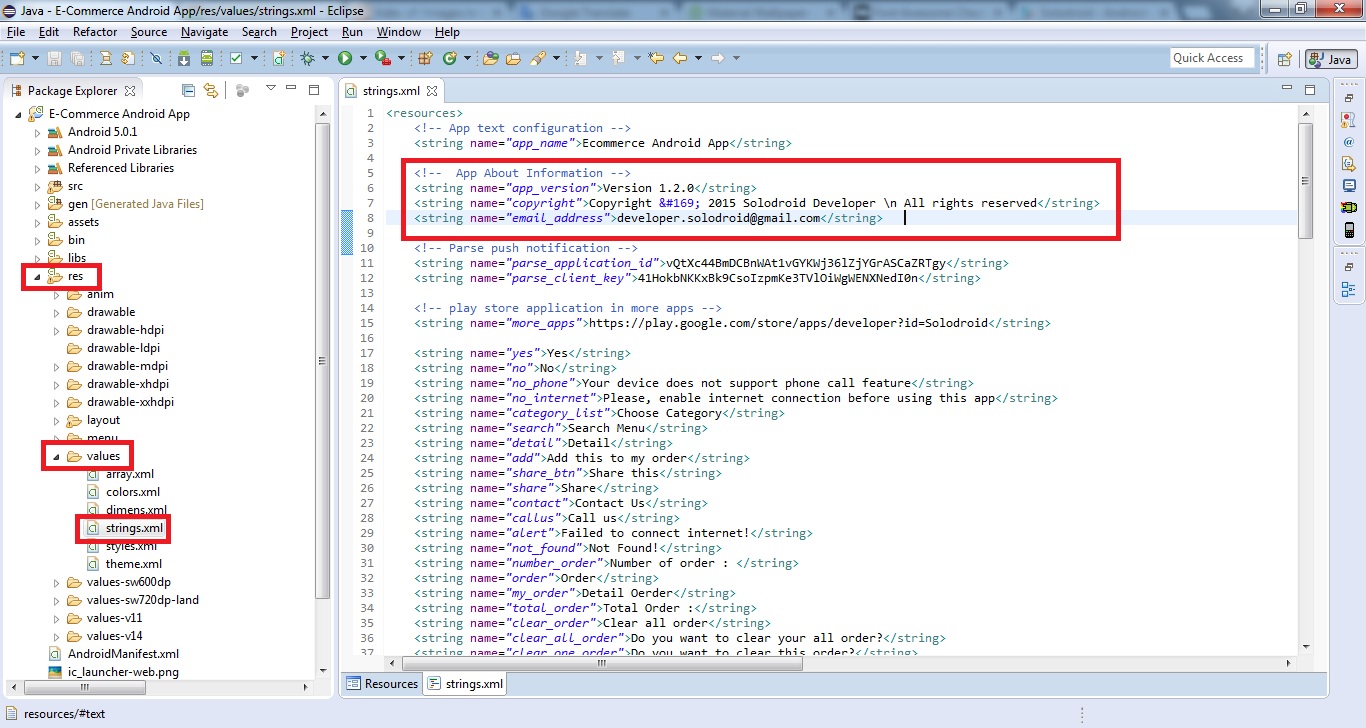 Java - E-Commerce Android App/res/values/strings.xml - Eclipse
File Edit Refactor Source Navigate Search Project Run Window Help
Quick Access
Java
Package Explorer
E-Commerce Android App
Android 5.0.1
Android Private Libraries
Referenced Libraries
src
gen [Generated Java Files]
assets
bin
libs
res
anim
drawable
drawable-hdpi
drawable-ldpi
drawable-mdpi
drawable-xhdpi
drawable-xxhdpi
layout
menu
values
array.xml
colors.xml
dimens.xml
strings.xml
styles.xml
theme.xml
values-sw600dp
values-sw720dp-land
values-v11
values-v14
AndroidManifest.xml
ic_launcher-web.png
strings.xml
1 <resources>
2 <!-- App text configuration -->
3 <string name="app_name">Ecommerce Android App</string>
4
5 <!--  App About Information -->
6 <string name="app_version">Version 1.2.0</string>
7 <string name="copyright">Copyright &#169; 2015 Solodroid Developer \n All rights reserved</string>
8 <string name="email_address">developer.solodroid@gmail.com</string>
9
10 <!-- Parse push notification -->
11 <string name="parse_application_id">vQtXc44BmDCBnWAt1vGYKWj36lZjYGrASCaZRTgy</string>
12 <string name="parse_client_key">41HokbNKKxBk9CsoIzpmKe3TVlOiWgWENXNedI0n</string>
13
14 <!-- play store application in more apps -->
15 <string name="more_apps">https://play.google.com/store/apps/developer?id=Solodroid</string>
16
17 <string name="yes">Yes</string>
18 <string name="no">No</string>
19 <string name="no_phone">Your device does not support phone call feature</string>
20 <string name="no_internet">Please, enable internet connection before using this app</string>
21 <string name="category_list">Choose Category</string>
22 <string name="search">Search Menu</string>
23 <string name="detail">Detail</string>
24 <string name="add">Add this to my order</string>
25 <string name="share_btn">Share this</string>
26 <string name="share">Share</string>
27 <string name="contact">Contact Us</string>
28 <string name="callus">Call us</string>
29 <string name="alert">Failed to connect internet!</string>
30 <string name="not_found">Not Found!</string>
31 <string name="number_order">Number of order : </string>
32 <string name="order">Order</string>
33 <string name="my_order">Detail Oerder</string>
34 <string name="total_order">Total Order :</string>
35 <string name="clear_order">Clear all order</string>
36 <string name="clear_all_order">Do you want to clear your all order?</string>
37 <string name="clear_one_order">Do you want to clear this order?</string>
Resources strings.xml
resources/#text